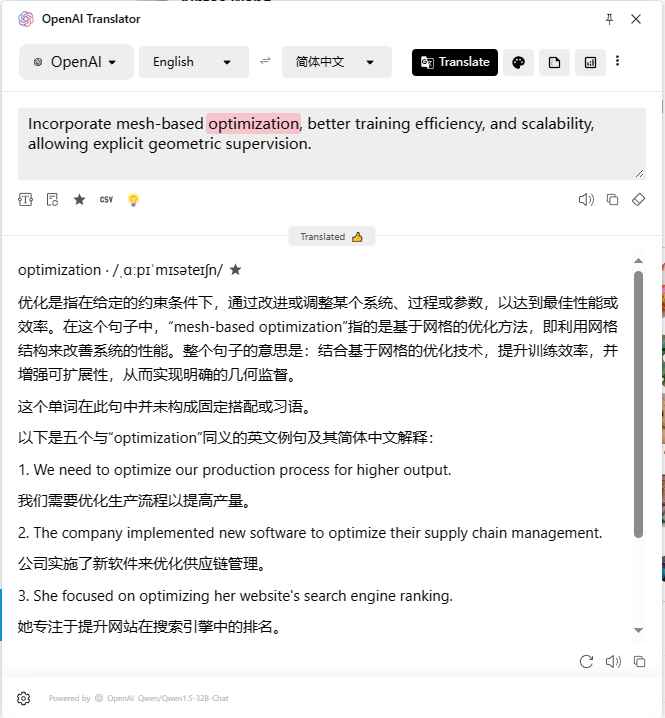 OpenAI Translator
OpenAI English 简体中文 Translate
Incorporate mesh-based optimization, better training efficiency, and scalability,
allowing explicit geometric supervision.
CSV
Translated 👍
optimization · /ˌɑːpɪˈmɪsəteɪʃn/ ★
优化是指在给定的约束条件下，通过改进或调整某个系统、过程或参数，以达到最佳性能或
效率。在这个句子中，“mesh-based optimization”指的是基于网格的优化方法，即利用网格
结构来改善系统的性能。整个句子的意思是：结合基于网格的优化技术，提升训练效率，并
增强可扩展性，从而实现明确的几何监督。
这个单词在此句中并未构成固定搭配或习语。
以下是五个与“optimization”同义的英文例句及其简体中文解释：
1. We need to optimize our production process for higher output.
我们需要优化生产流程以提高产量。
2. The company implemented new software to optimize their supply chain management.
公司实施了新软件来优化供应链管理。
3. She focused on optimizing her website's search engine ranking.
她专注于提升网站在搜索引擎中的排名。
Powered by OpenAI Qwen/Qwen1.5-32B-Chat